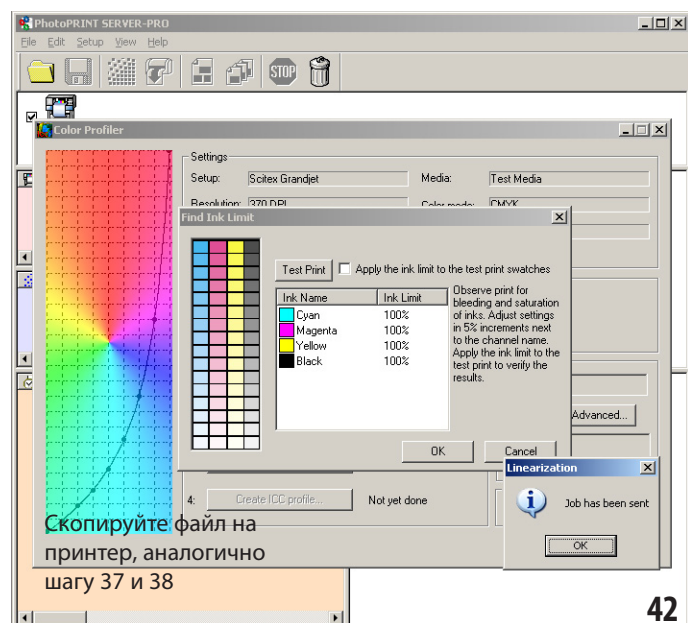 PhotoPRINT SERVER-PRO
File Edit Setup View Help
STOP
Color Profiler
Settings
Setup: Scitex Grandjet Media: Test Media
Resolution: 370 DPI Color mode: CMYK
Find Ink Limit
Test Print Apply the ink limit to the test print swatches
Ink Name Ink Limit
Cyan 100%
Magenta 100%
Yellow 100%
Black 100%
Observe print for
bleeding and saturation
of inks. Adjust settings
in 5% increments next
to the channel name.
Apply the ink limit to the
test print to verify the
results.
Advanced...
OK Cancel
Linearization
Job has been sent
OK
4: Create ICC profile... Not yet done
Скопируйте файл на
принтер, аналогично
шагу 37 и 38
42